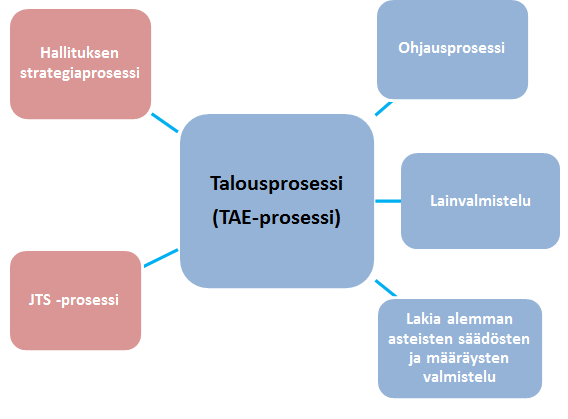 Hallituksen
strategiaprosessi
Ohjausprosessi
Talousprosessi
(TAE-prosessi)
Lainvalmistelu
JTS -prosessi
Lakia alemman
asteisten säädösten
ja määräysten
valmistelu